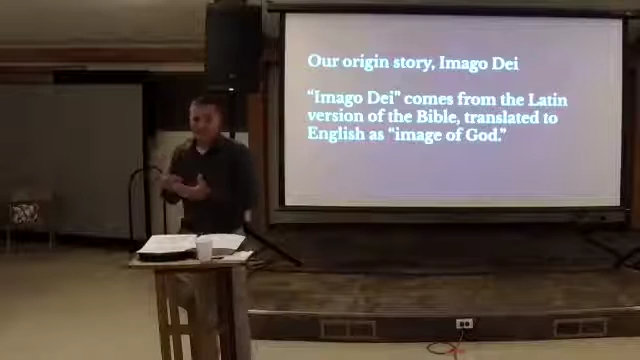 Our origin story, Imago Dei
“Imago Dei” comes from the Latin
version of the Bible, translated to
English as “image of God.”